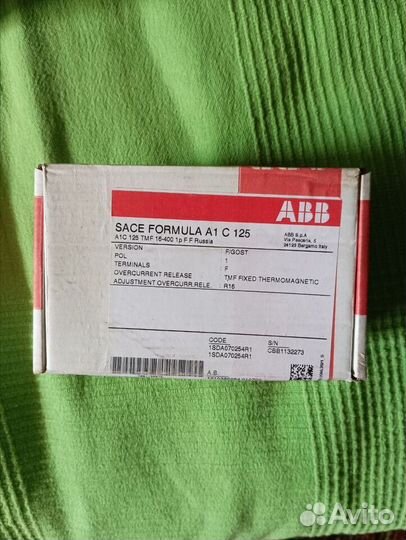 ABB
SACE FORMULA A1 C 125
A1C 125 TMF 16-400 1p F F Russia
ABB S.p.A
Via Pescaria, 5
24123 Bergamo Italy
VERSION F/GOST
POL 1
TERMINALS F
OVERCURRENT RELEASE TMF FIXED THERMOMAGNETIC
ADJUSTMENT OVERCURR.RELE. R16
CODE S/N
1SDA070254R1 CBB1132273
1SDA070254R1
A.B.
Avito